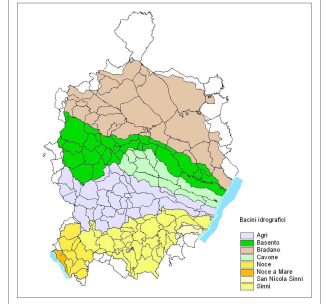 Bacini idrografici
Agri
Basento
Bradano
Cavone
Noce
Noce a Mare
San Nicola Sinni
Sinni